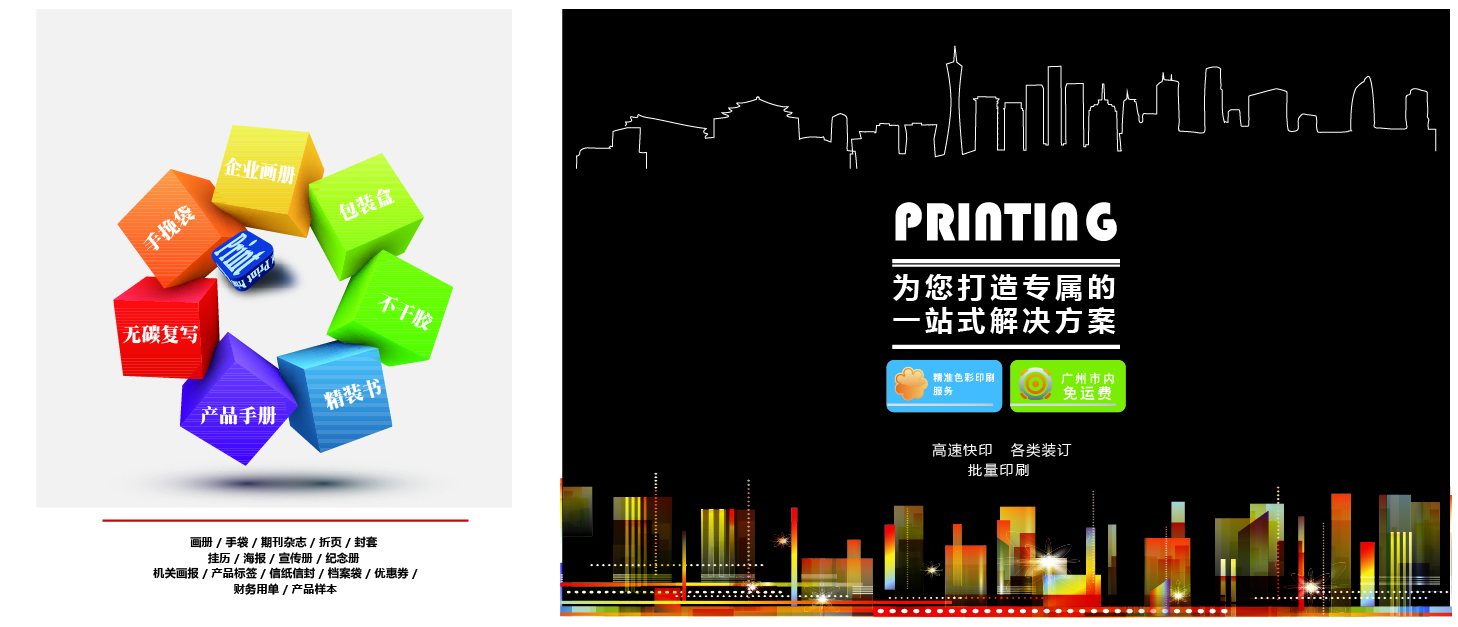 企业画册
包装盒
手挽袋
Print
Print
不干胶
无碳复写
精装书
产品手册
画册 / 手袋 / 期刊杂志 / 折页 / 封套
挂历 / 海报 / 宣传册 / 纪念册
机关画报 / 产品标签 / 信纸信封 / 档案袋 / 优惠券 /
财务用单 / 产品样本
PRINTING
为您打造专属的
一站式解决方案
精准色彩印刷
服务
广州市内
免运费
高速快印 各类装订
批量印刷